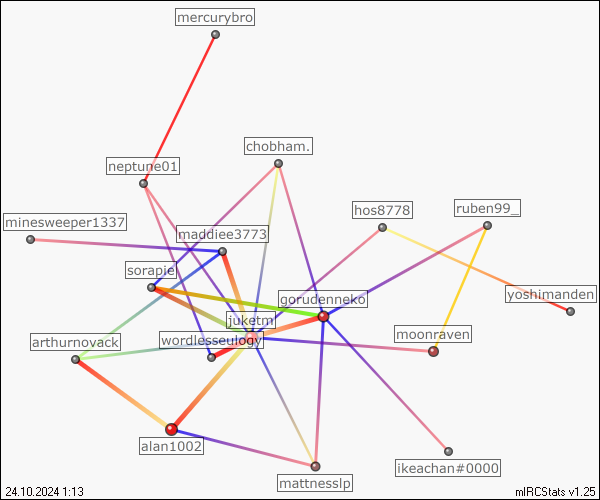 mercurybro
chobham.
neptune01
hos8778
ruben99_
minesweeper1337
maddiee3773
sorapie
gorudenneko
yoshimanden
juketm
arthurnovack
wordlesseulogy
moonraven
alan1002
ikeachan#0000
mattnesslp
24.10.2024 1:13
mIRCStats v1.25